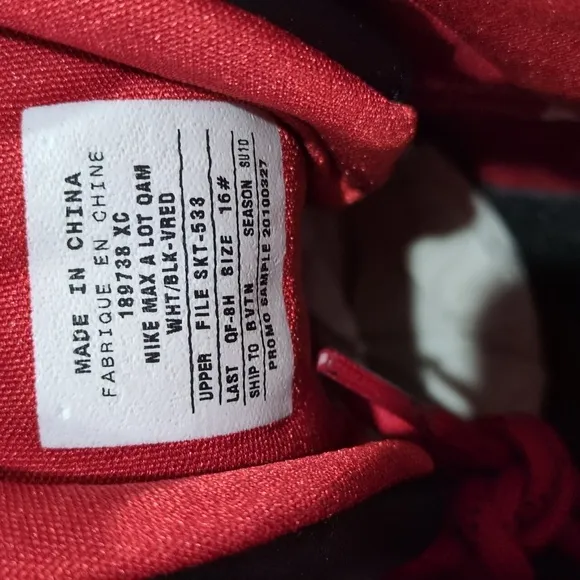 MADE IN CHINA
FABRIQUE EN CHINE
189738 XC
NIKE MAX A LOT QAM
WHT/BLK-VRED
UPPER FILE SKT-533
LAST QF-8H SIZE 16#
SHIP TO BVTN SEASON SU10
PROMO SAMPLE 20100327